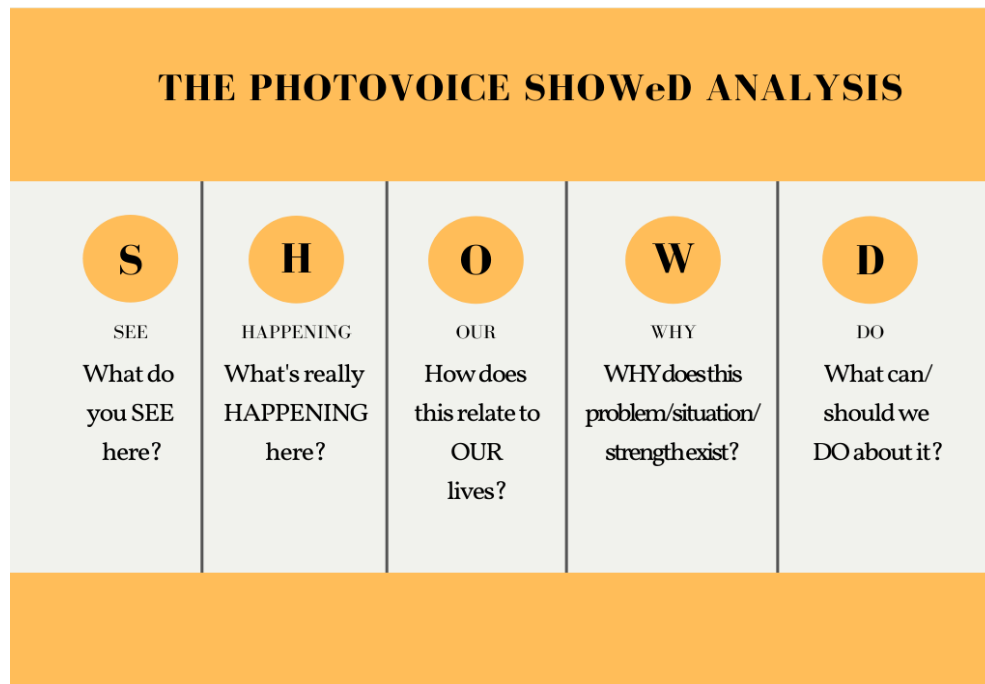 THE PHOTOVOICE SHOWeD ANALYSIS
S
SEE
What do
you SEE
here?
H
HAPPENING
What's really
HAPPENING
here?
O
OUR
How does
this relate to
OUR
lives?
W
WHY
WHY does this
problem/situation/
strength exist?
D
DO
What can/
should we
DO about it?